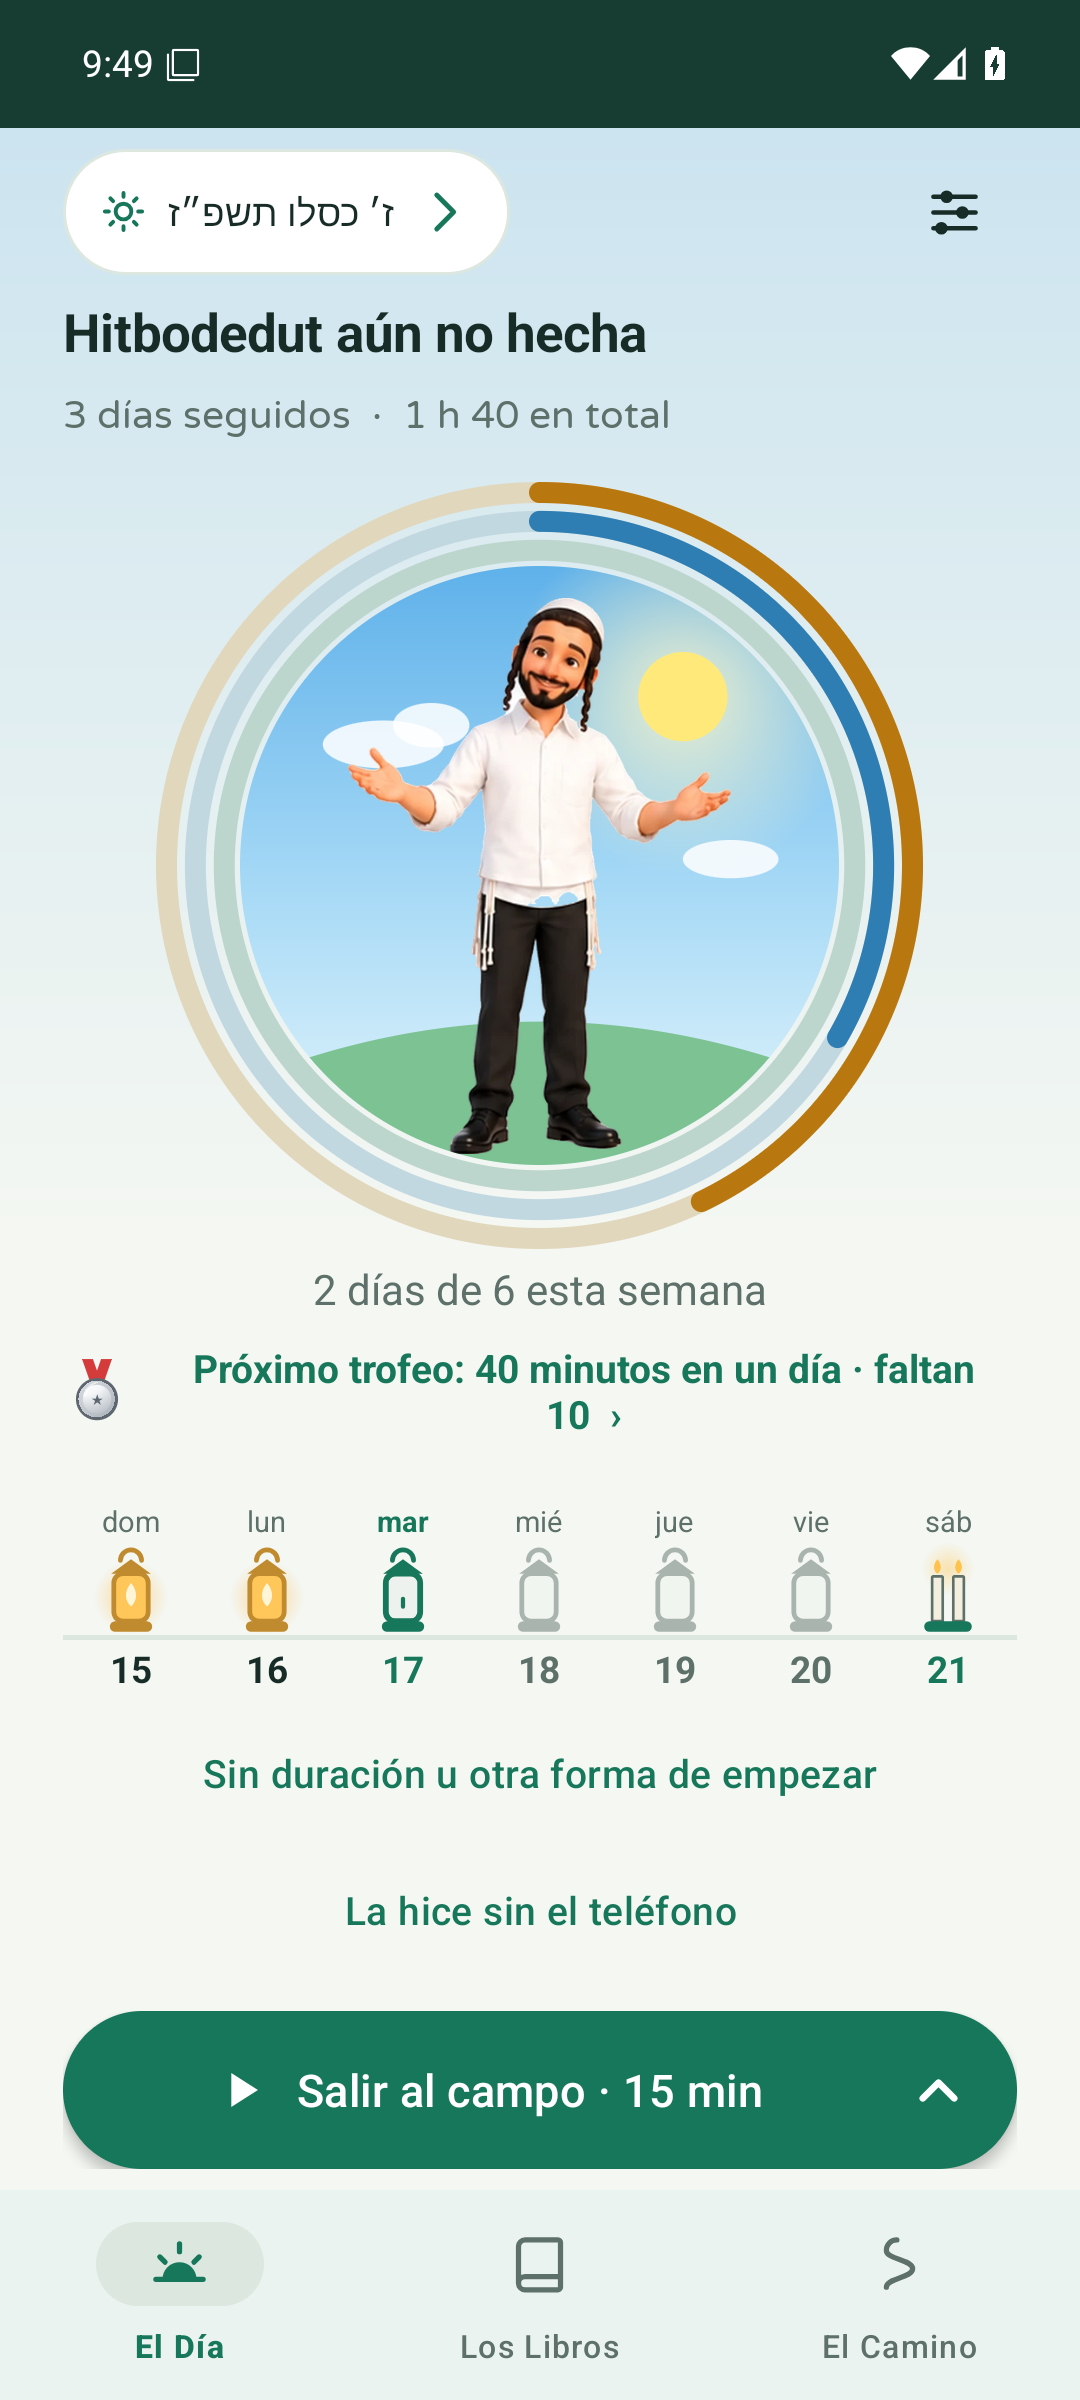 9:49
ז׳ כסלו תשפ״ז
Hitbodedut aún no hecha
3 días seguidos · 1 h 40 en total
2 días de 6 esta semana
Próximo trofeo: 40 minutos en un día · faltan
10 ›
dom lun mar mié jue vie sáb
15 16 17 18 19 20 21
Sin duración u otra forma de empezar
La hice sin el teléfono
Salir al campo · 15 min
El Día Los Libros El Camino